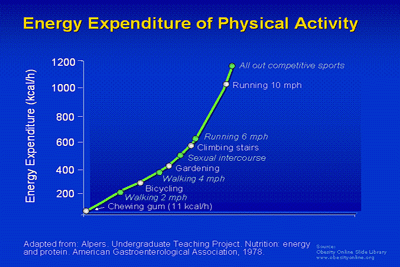 Energy Expenditure of Physical Activity
Energy Expenditure (kcal/h)
1200
1000
800
600
400
200
All out competitive sports
Running 10 mph
Running 6 mph
Climbing stairs
Sexual intercourse
Walking 4 mph
Gardening
Bicycling
Walking 2 mph
Chewing gum (11 kcal/h)
Adapted from: Alpers. Undergraduate Teaching Project. Nutrition: energy
and protein. American Gastroenterological Association, 1978.
Source:
Obesity Online Slide Library
www.obesityonline.org